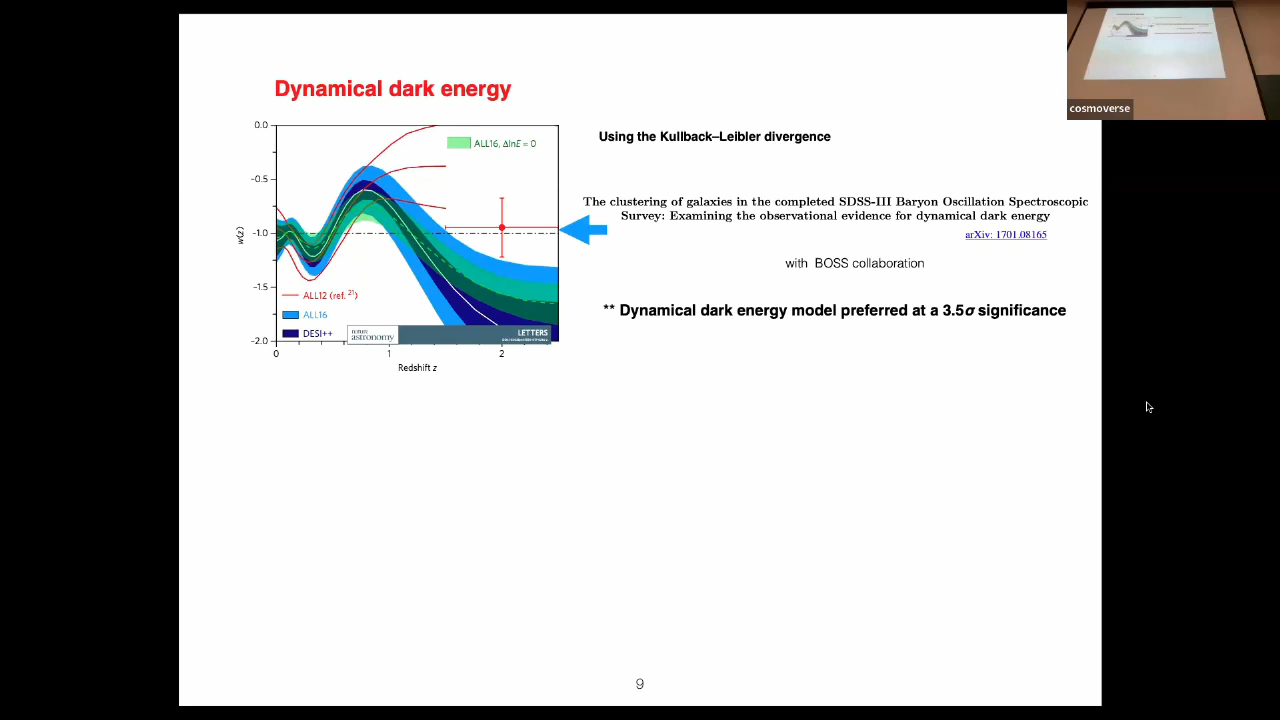 cosmoverse
Dynamical dark energy
0.0
-0.5
-1.0
-1.5
-2.0
w(z)
ALL16, ΔlnE = 0
ALL12 (ref. 21)
ALL16
DESI++
nature
astronomy
LETTERS
0
1
2
Redshift z
Using the Kullback–Leibler divergence
The clustering of galaxies in the completed SDSS-III Baryon Oscillation Spectroscopic
Survey: Examining the observational evidence for dynamical dark energy
arXiv: 1701.08165
with BOSS collaboration
** Dynamical dark energy model preferred at a 3.5σ significance
9